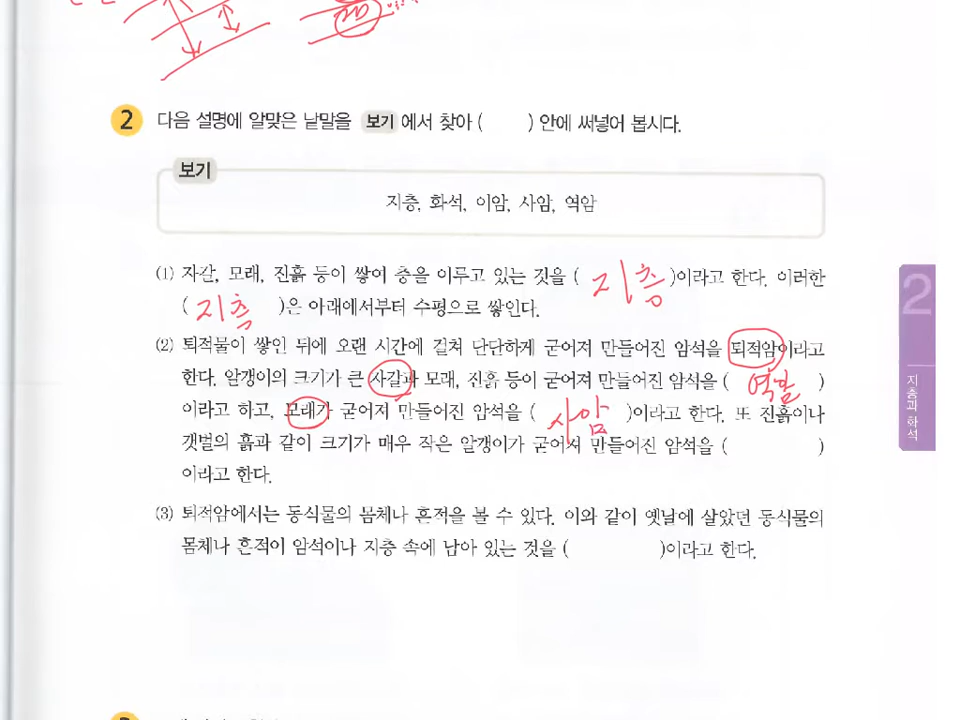 2 다음 설명에 알맞은 낱말을 보기 에서 찾아 ( ) 안에 써넣어 봅시다.
보기
지층, 화석, 이암, 사암, 역암
(1) 자갈, 모래, 진흙 등이 쌓여 층을 이루고 있는 것을 ( 지층 )이라고 한다. 이러한
( 지층 )은 아래에서부터 수평으로 쌓인다.
(2) 퇴적물이 쌓인 뒤에 오랜 시간에 걸쳐 단단하게 굳어져 만들어진 암석을 퇴적암이라고
한다. 알갱이의 크기가 큰 자갈과 모래, 진흙 등이 굳어져 만들어진 암석을 ( 역암 )
이라고 하고, 모래가 굳어져 만들어진 암석을 ( 사암 )이라고 한다. 또 진흙이나
갯벌의 흙과 같이 크기가 매우 작은 알갱이가 굳어져 만들어진 암석을 ( )
이라고 한다.
(3) 퇴적암에서는 동식물의 몸체나 흔적을 볼 수 있다. 이와 같이 옛날에 살았던 동식물의
몸체나 흔적이 암석이나 지층 속에 남아 있는 것을 ( )이라고 한다.
2
지층과 화석